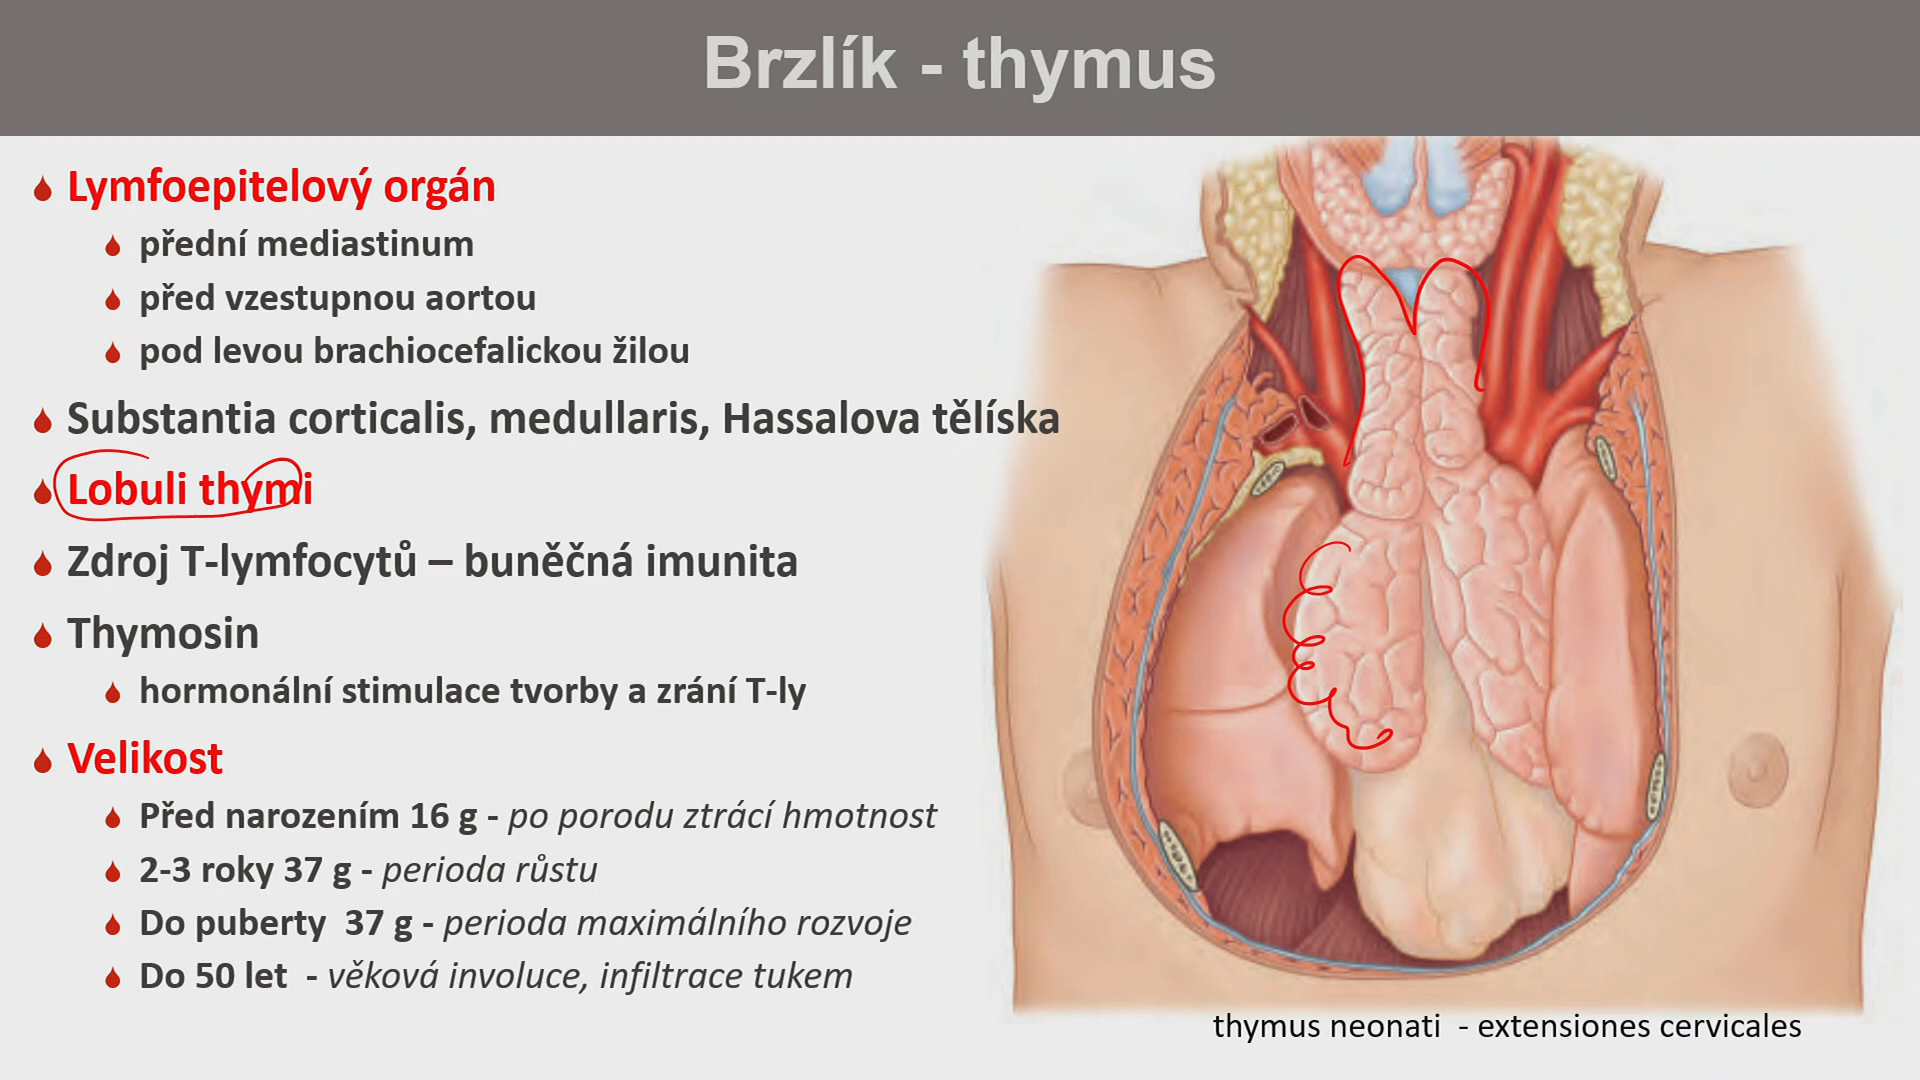 Brzlík - thymus
Lymfoepitelový orgán
přední mediastinum
před vzestupnou aortou
pod levou brachiocefalickou žilou
Substantia corticalis, medullaris, Hassalova tělíska
Lobuli thymi
Zdroj T-lymfocytů – buněčná imunita
Thymosin
hormonální stimulace tvorby a zrání T-ly
Velikost
Před narozením 16 g - po porodu ztrácí hmotnost
2-3 roky 37 g - perioda růstu
Do puberty  37 g - perioda maximálního rozvoje
Do 50 let  - věková involuce, infiltrace tukem
thymus neonati  - extensiones cervicales